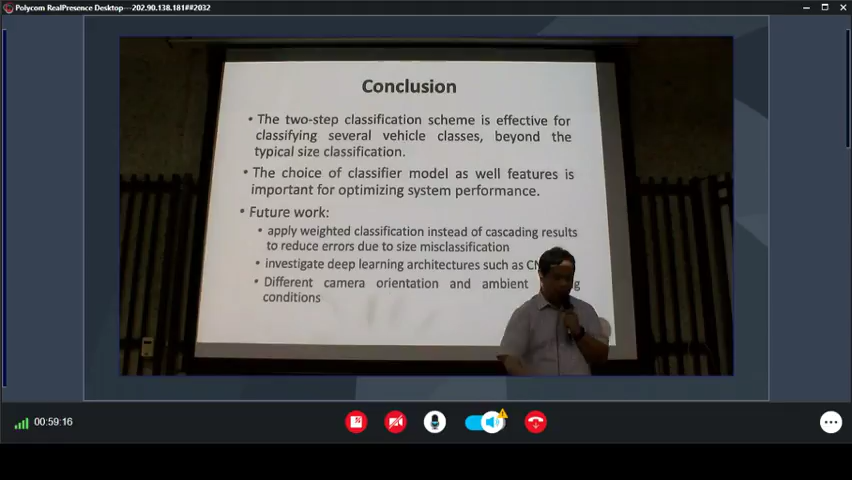 Polycom RealPresence Desktop---202.90.138.181##2032
Conclusion
• The two-step classification scheme is effective for
classifying several vehicle classes, beyond the
typical size classification.
• The choice of classifier model as well features is
important for optimizing system performance.
• Future work:
• apply weighted classification instead of cascading results
to reduce errors due to size misclassification
• investigate deep learning architectures such as
• Different camera orientation and ambient
conditions
00:59:16